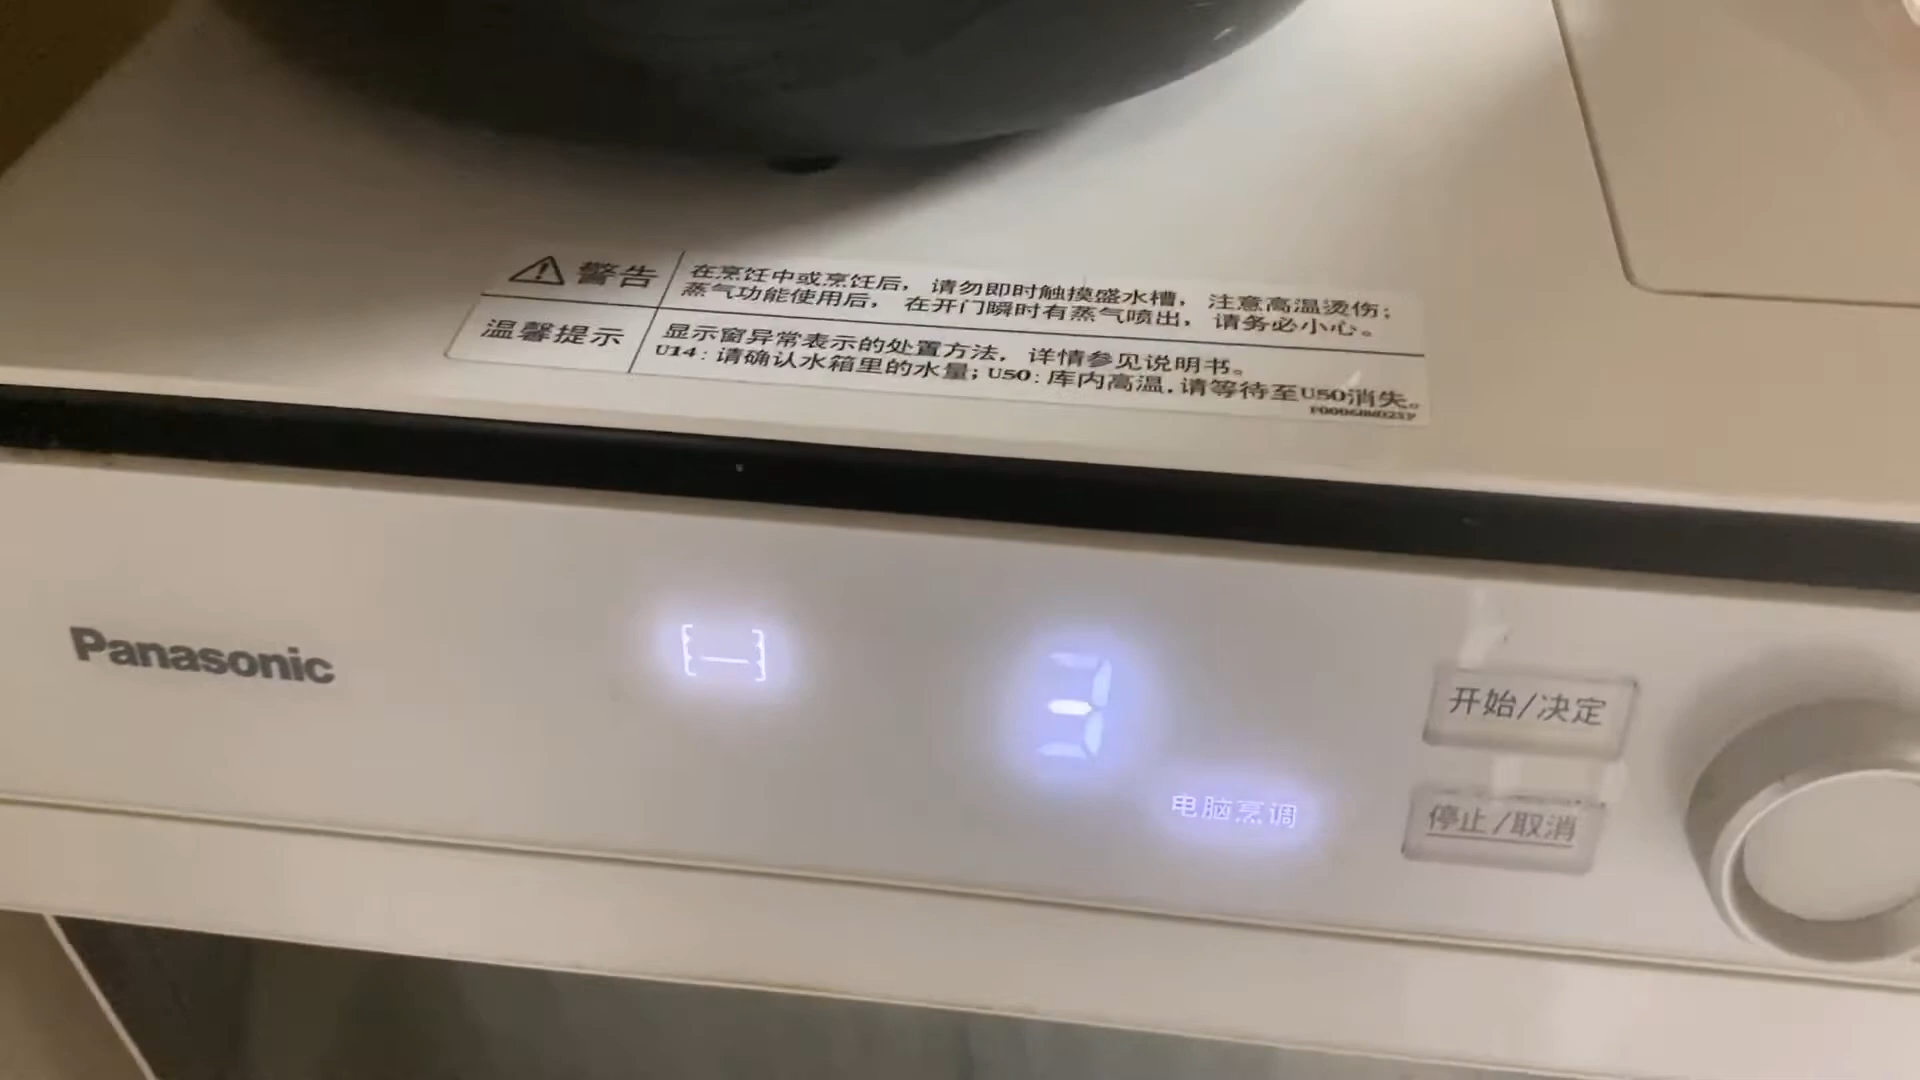 警告
在烹饪中或烹饪后，请勿即时触摸盛水槽，注意高温烫伤；
蒸气功能使用后，在开门瞬时有蒸气喷出，请务必小心。
温馨提示
显示窗异常表示的处置方法，详情参见说明书。
U14：请确认水箱里的水量；U50：库内高温，请等待至U50消失。
Panasonic
3
电脑烹调
开始/决定
停止/取消